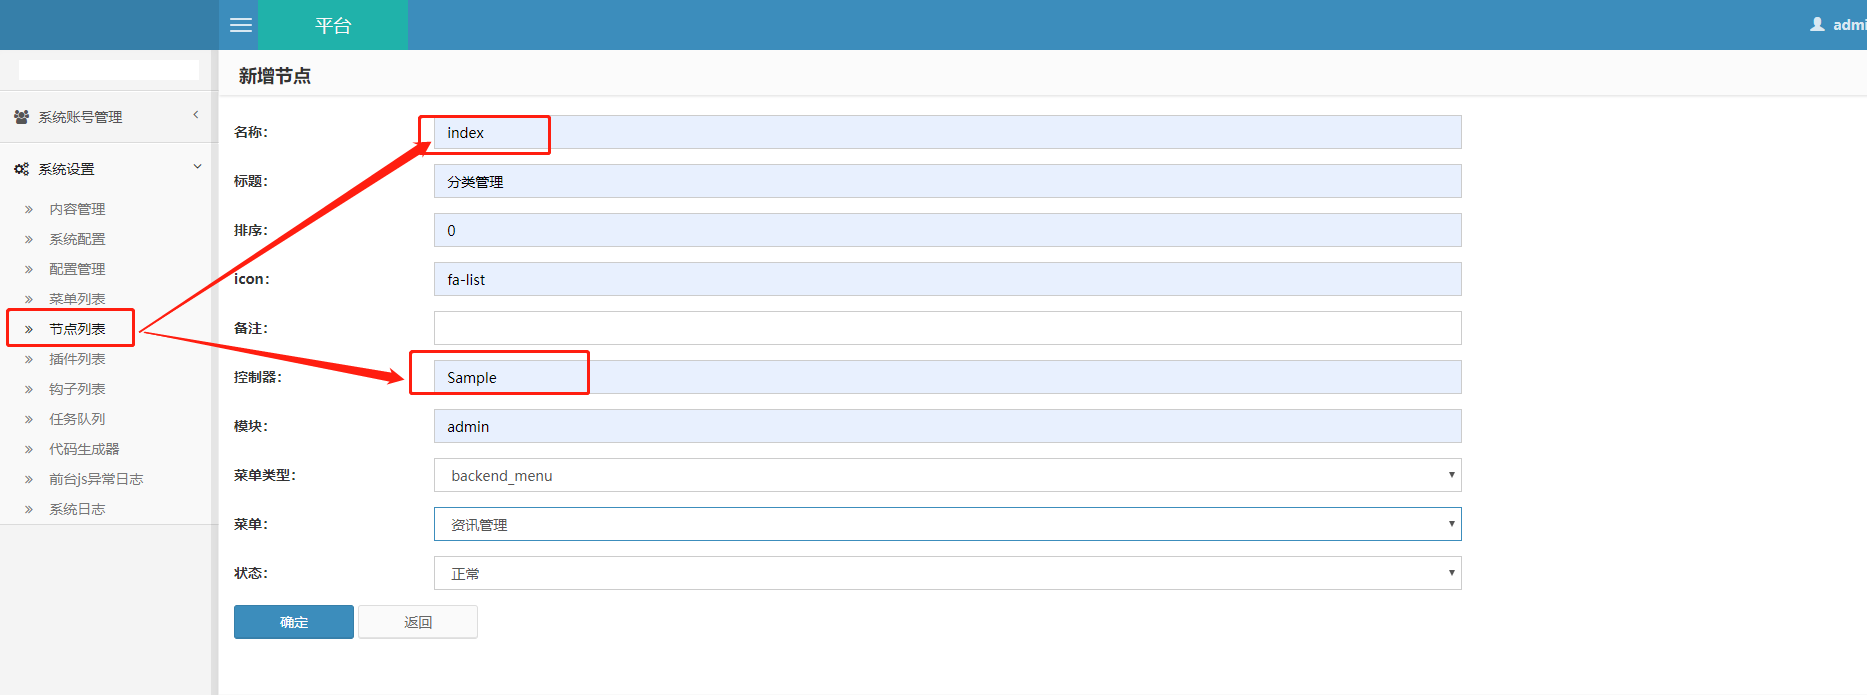 平台
admi
系统账号管理
系统设置
内容管理
系统配置
配置管理
菜单列表
节点列表
插件列表
钩子列表
任务队列
代码生成器
前台js异常日志
系统日志
新增节点
名称: index
标题: 分类管理
排序: 0
icon: fa-list
备注:
控制器: Sample
模块: admin
菜单类型: backend_menu
菜单: 资讯管理
状态: 正常
确定 返回